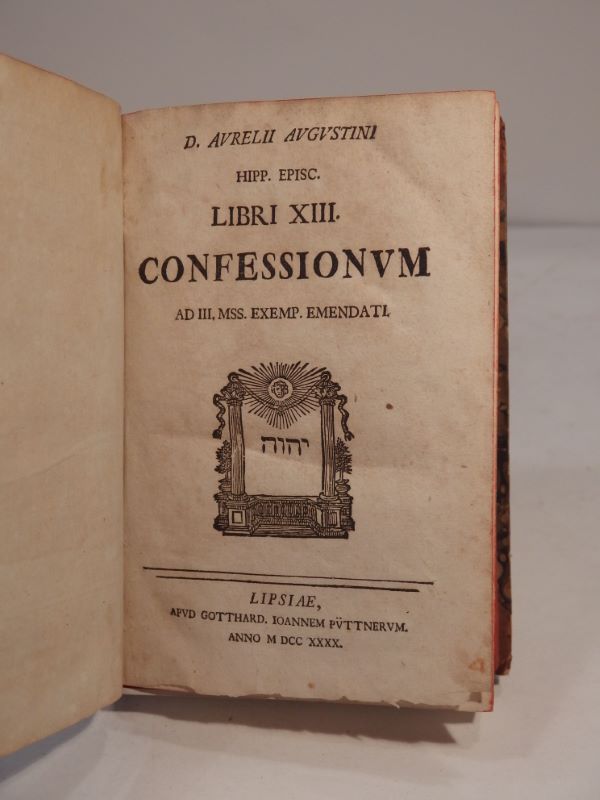 D. AVRELII AVGVSTINI
HIPP. EPISC.
LIBRI XIII.
CONFESSIONVM
AD III. MSS. EXEMP. EMENDATI.
יהוה
LIPSIAE,
APVD GOTTHARD. IOANNEM PÜTTNERVM.
ANNO M DCC XXXX.